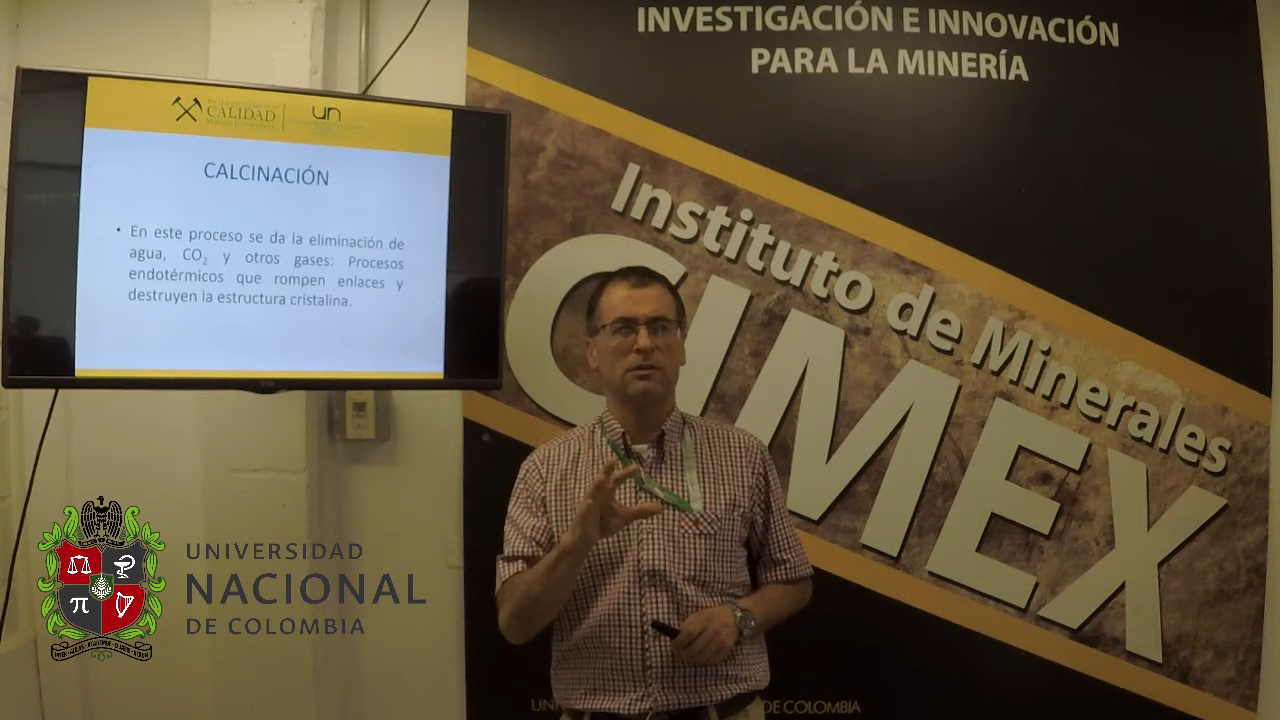 INVESTIGACIÓN E INNOVACIÓN
PARA LA MINERÍA
Instituto de Minerales
CIMEX
CALIDAD
un
CALCINACIÓN
• En este proceso se da la eliminación de
agua, CO₂ y otros gases: Procesos
endotérmicos que rompen enlaces y
destruyen la estructura cristalina.
π
UNIVERSIDAD
NACIONAL
DE COLOMBIA
UN
DE COLOMBIA